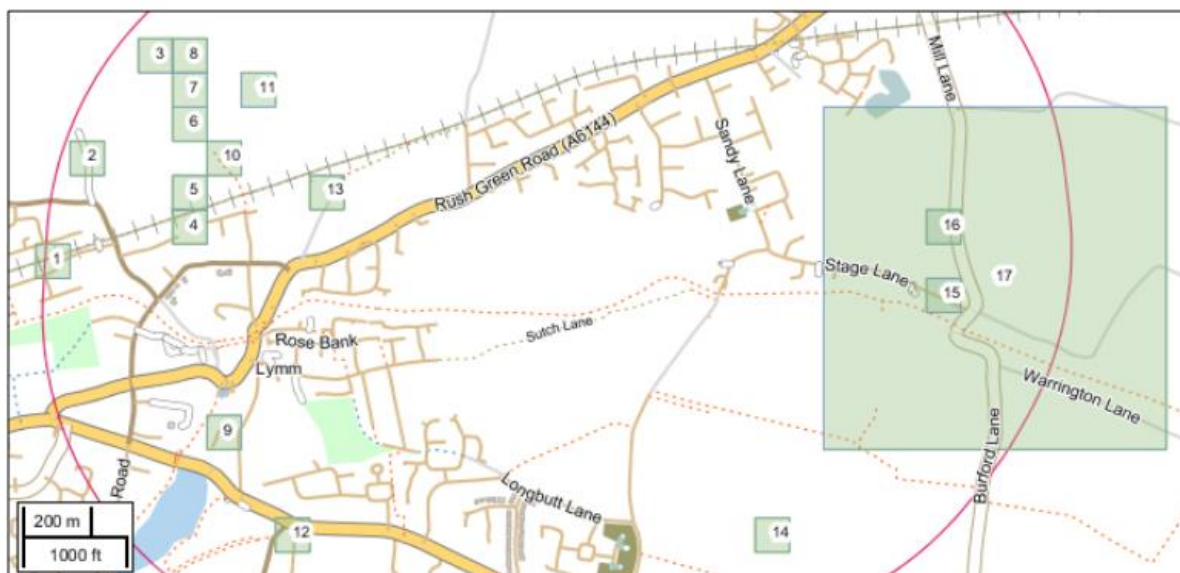 3
8
7
11
6
2
10
5
13
4
1
Rush Green Road (A6144)
Sandy Lane
Mill Lane
16
Stage Lane
15
17
Sutch Lane
Rose Bank
Lymm
Warrington Lane
9
Road
Longbutt Lane
Burford Lane
12
14
200 m
1000 ft